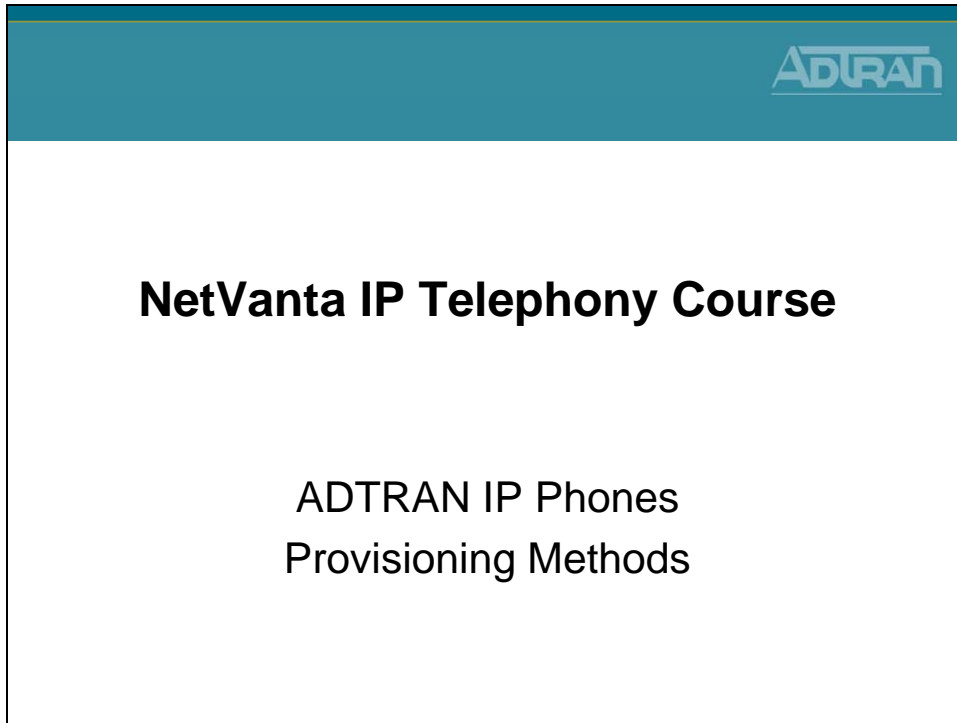 ADTRAN
NetVanta IP Telephony Course
ADTRAN IP Phones
Provisioning Methods